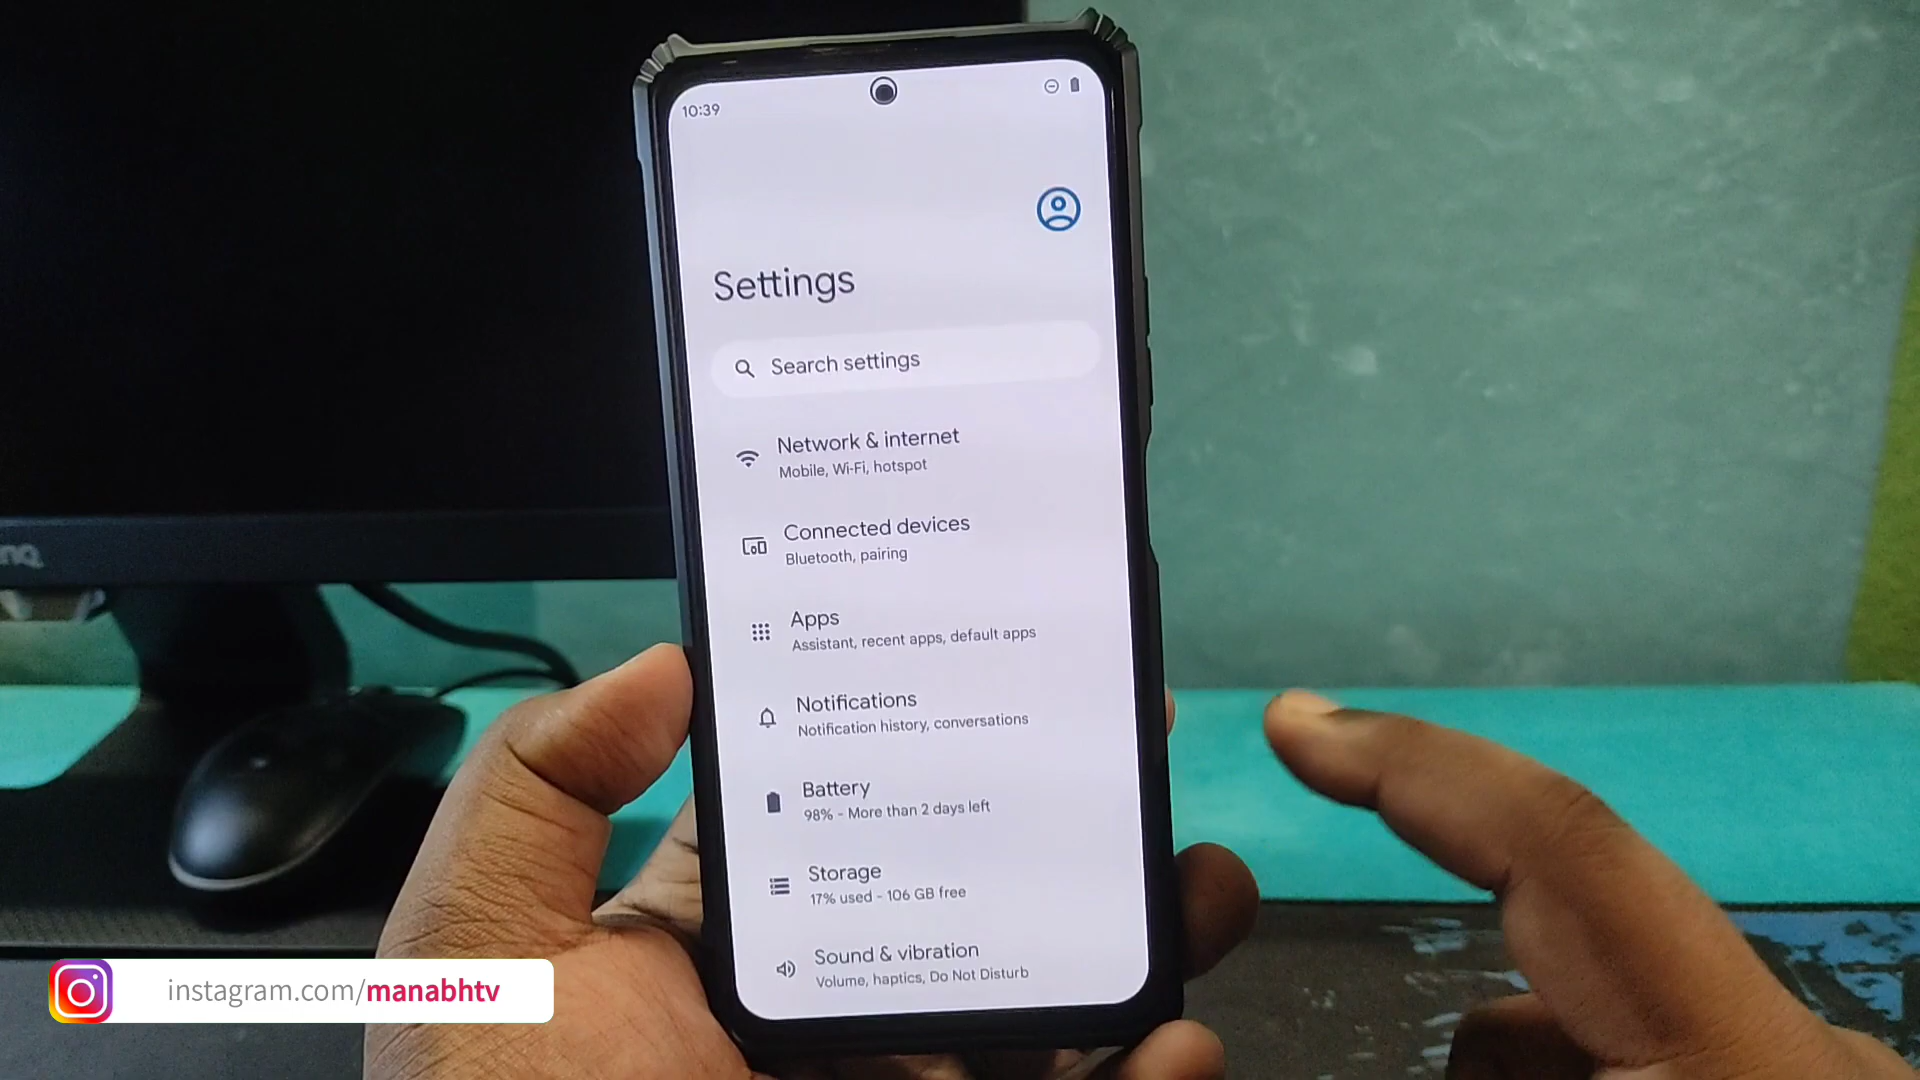 10:39
Settings
Search settings
Network & internet
Mobile, Wi-Fi, hotspot
Connected devices
Bluetooth, pairing
Apps
Assistant, recent apps, default apps
Notifications
Notification history, conversations
Battery
98% - More than 2 days left
Storage
17% used - 106 GB free
Sound & vibration
Volume, haptics, Do Not Disturb
instagram.com/manabhtv